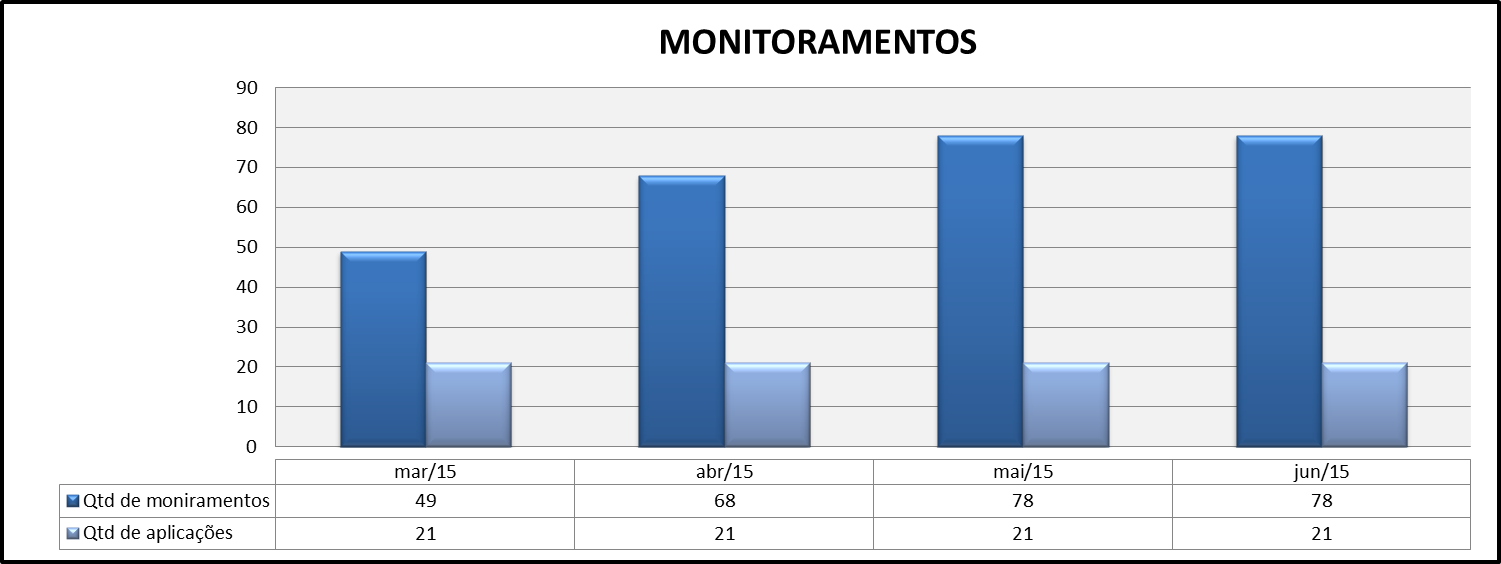 MONITORAMENTOS
90
80
70
60
50
40
30
20
10
0
mar/15 abr/15 mai/15 jun/15
Qtd de moniramentos 49 68 78 78
Qtd de aplicações 21 21 21 21